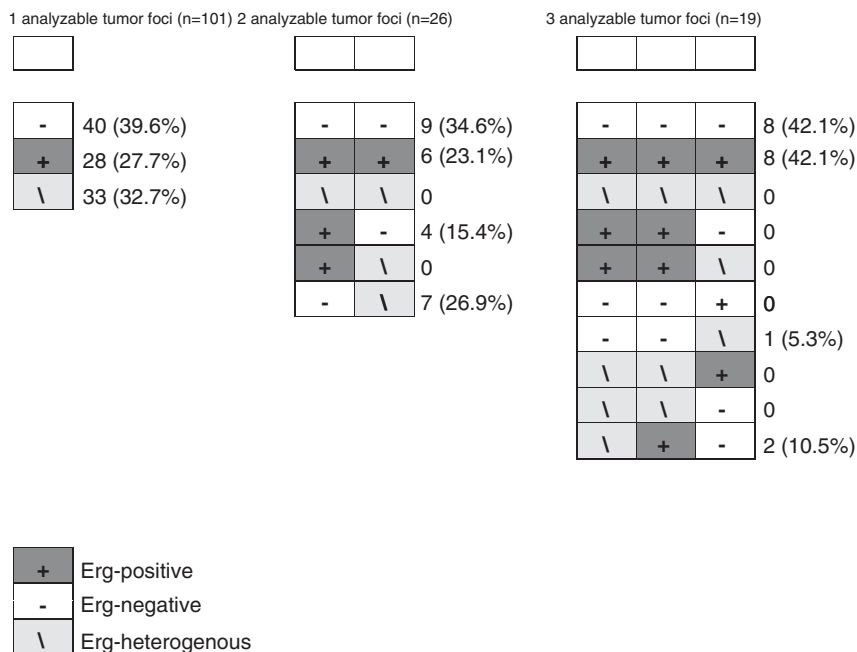 1 analyzable tumor foci (n=101) 2 analyzable tumor foci (n=26) 3 analyzable tumor foci (n=19)
- 40 (39.6%)
+ 28 (27.7%)
\ 33 (32.7%)
- - 9 (34.6%)
+ + 6 (23.1%)
\ \ 0
+ - 4 (15.4%)
+ \ 0
- \ 7 (26.9%)
- - - 8 (42.1%)
+ + + 8 (42.1%)
\ \ \ 0
+ + - 0
+ + \ 0
- - + 0
- - \ 1 (5.3%)
\ \ + 0
\ \ - 0
\ + - 2 (10.5%)
+ Erg-positive
- Erg-negative
\ Erg-heterogenous